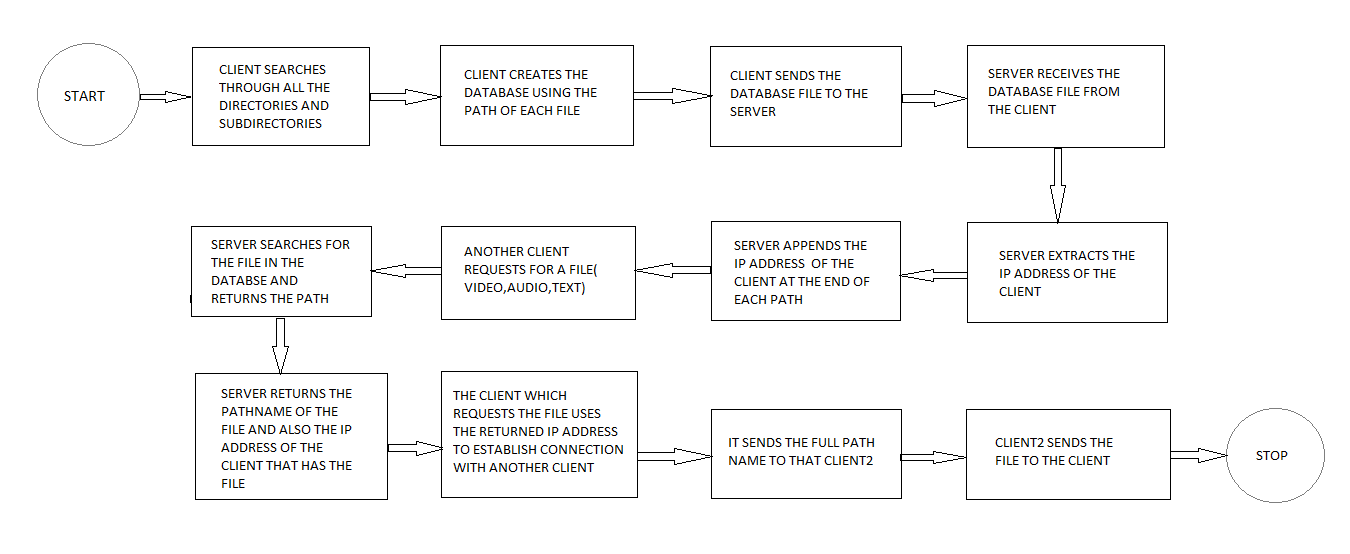 START
CLIENT SEARCHES
THROUGH ALL THE
DIRECTORIES AND
SUBDIRECTORIES
CLIENT CREATES THE
DATABASE USING THE
PATH OF EACH FILE
CLIENT SENDS THE
DATABASE FILE TO THE
SERVER
SERVER RECEIVES THE
DATABASE FILE FROM
THE CLIENT
SERVER EXTRACTS THE
IP ADDRESS OF THE
CLIENT
SERVER APPENDS THE
IP ADDRESS OF THE
CLIENT AT THE END OF
EACH PATH
ANOTHER CLIENT
REQUESTS FOR A FILE(
VIDEO,AUDIO,TEXT)
SERVER SEARCHES FOR
THE FILE IN THE
DATABSE AND
RETURNS THE PATH
SERVER RETURNS THE
PATHNAME OF THE
FILE AND ALSO THE IP
ADDRESS OF THE
CLIENT THAT HAS THE
FILE
THE CLIENT WHICH
REQUESTS THE FILE USES
THE RETURNED IP ADDRESS
TO ESTABLISH CONNECTION
WITH ANOTHER CLIENT
IT SENDS THE FULL PATH
NAME TO THAT CLIENT2
CLIENT2 SENDS THE
FILE TO THE CLIENT
STOP